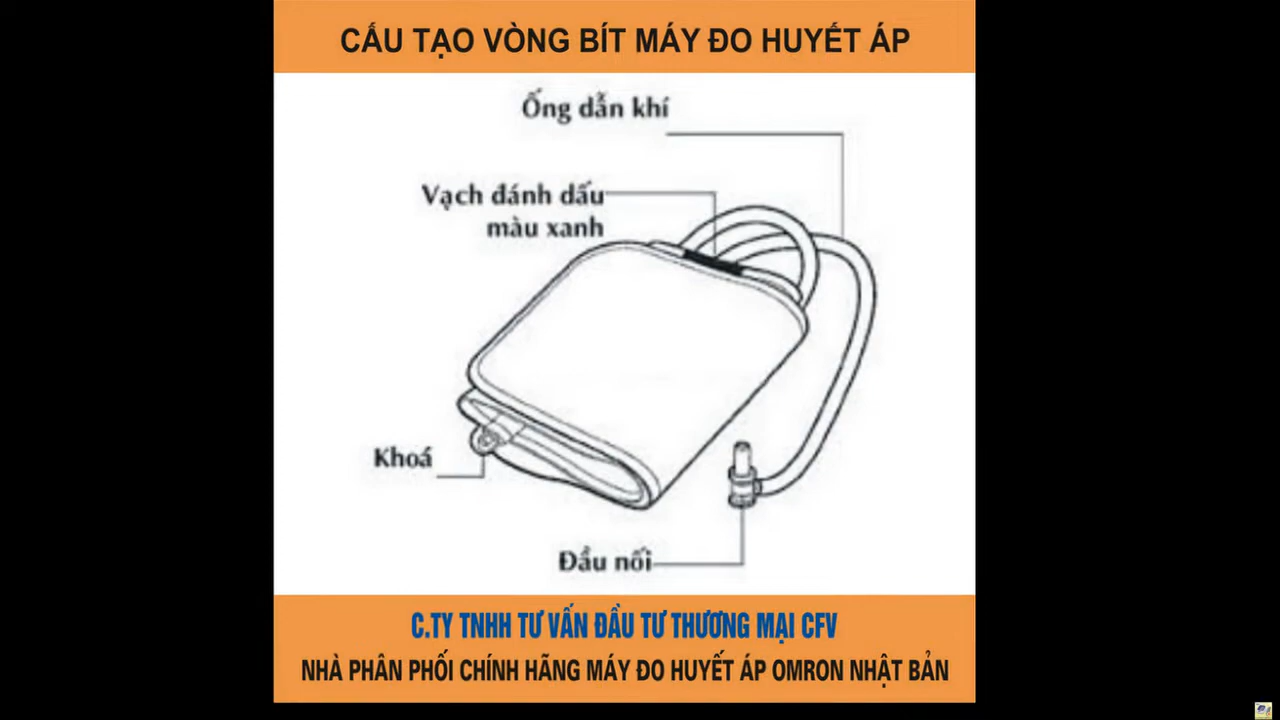 CẤU TẠO VÒNG BÍT MÁY ĐO HUYẾT ÁP
Ống dẫn khí
Vạch đánh dấu
màu xanh
Khoá
Đầu nối
C.TY TNHH TƯ VẤN ĐẦU TƯ THƯƠNG MẠI CFV
NHÀ PHÂN PHỐI CHÍNH HÃNG MÁY ĐO HUYẾT ÁP OMRON NHẬT BẢN